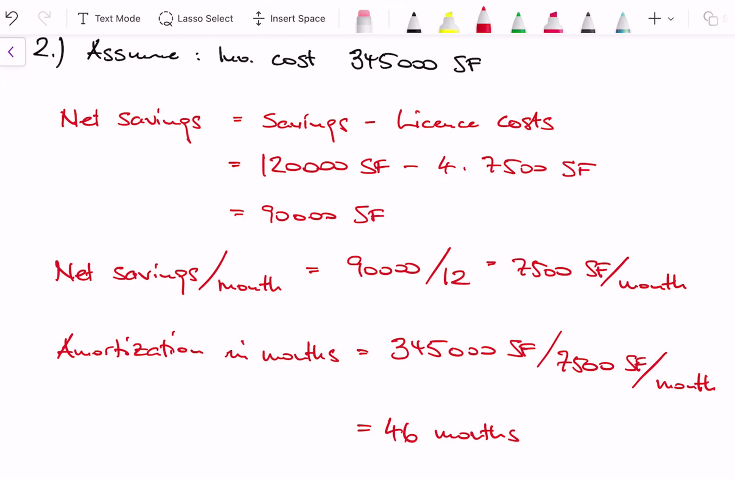 Text Mode Lasso Select Insert Space
2.) Assume : Inv. cost 345000 SF
Net savings = Savings - Licence costs
= 120000 SF - 4 · 7500 SF
= 90000 SF
Net savings/month = 90000/12 = 7500 SF/month
Amortization in months = 345000 SF/7500 SF/month
= 46 months